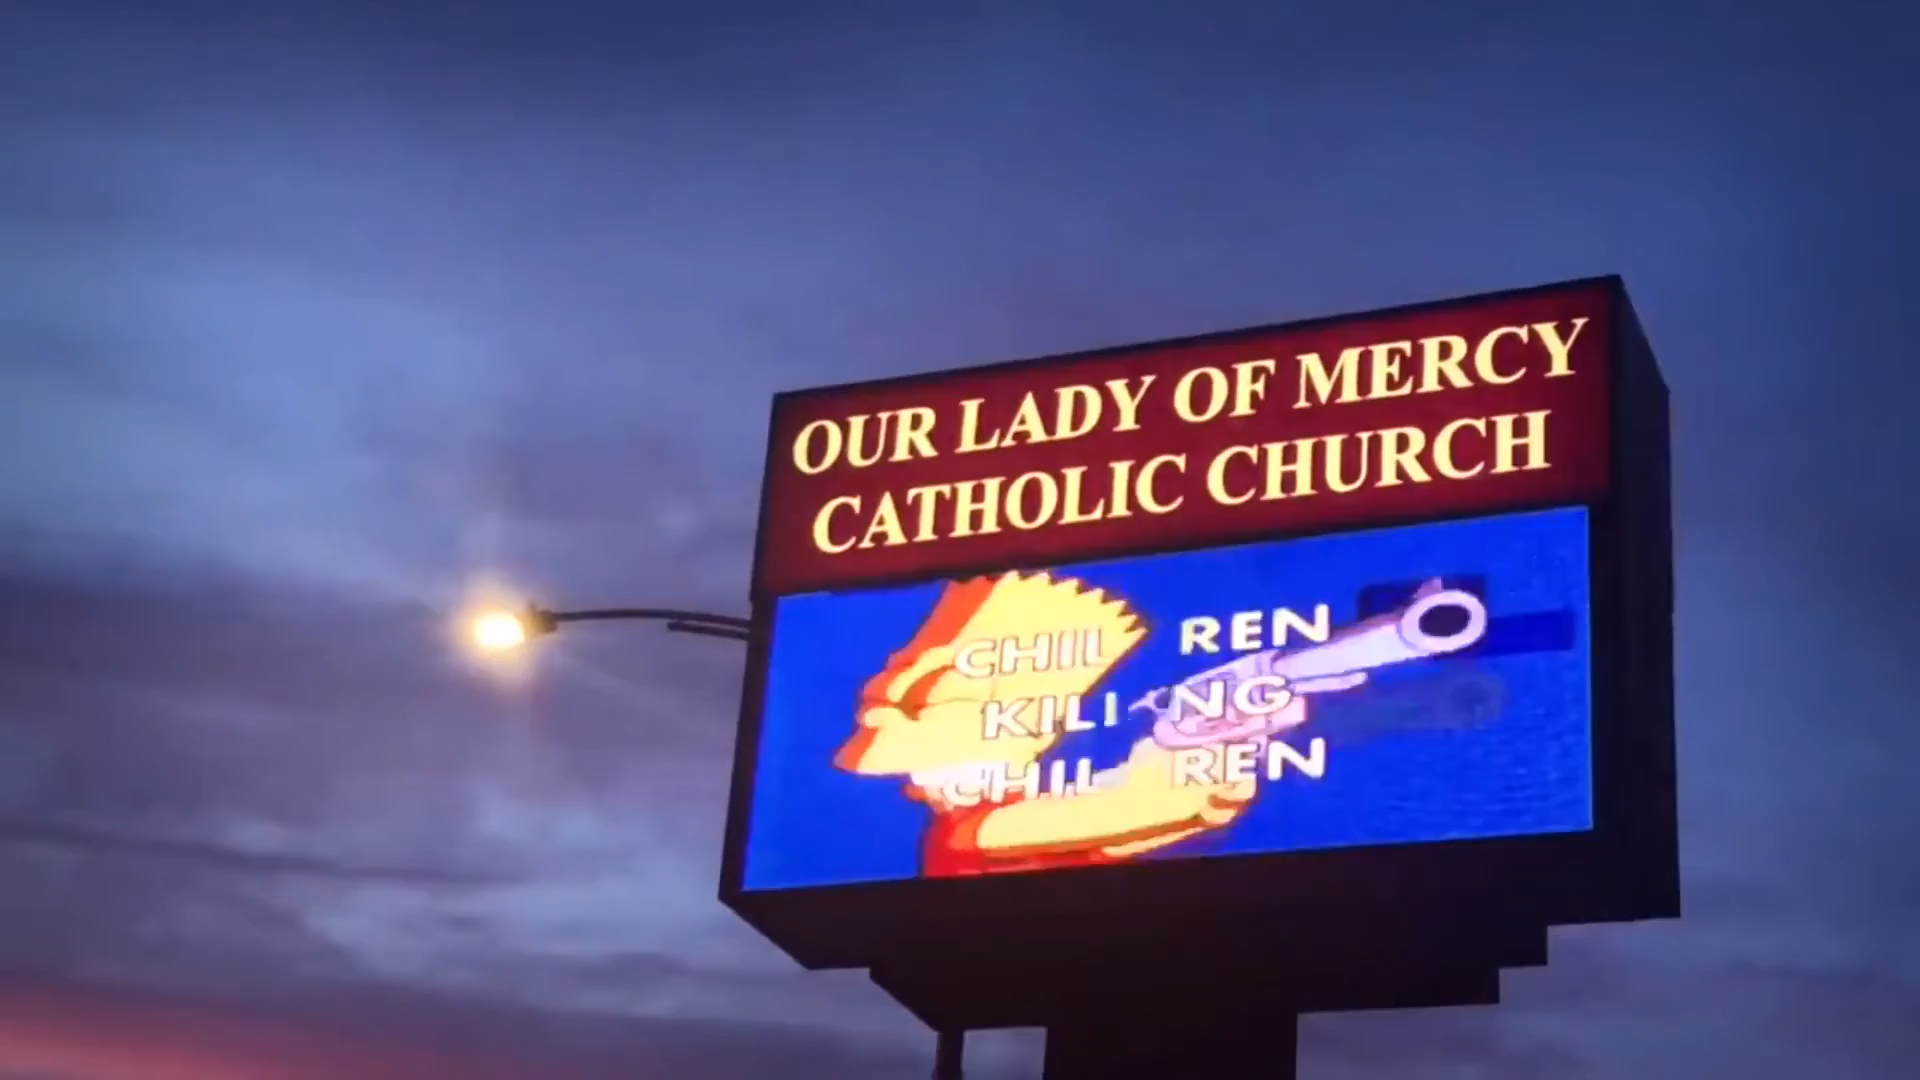 OUR LADY OF MERCY
CATHOLIC CHURCH
CHIL REN
KILI NG
CHIL REN